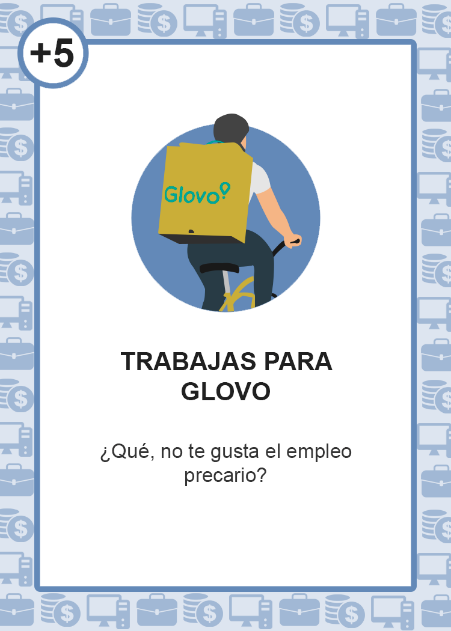 +5
Glovo
TRABAJAS PARA
GLOVO
¿Qué, no te gusta el empleo
precario?